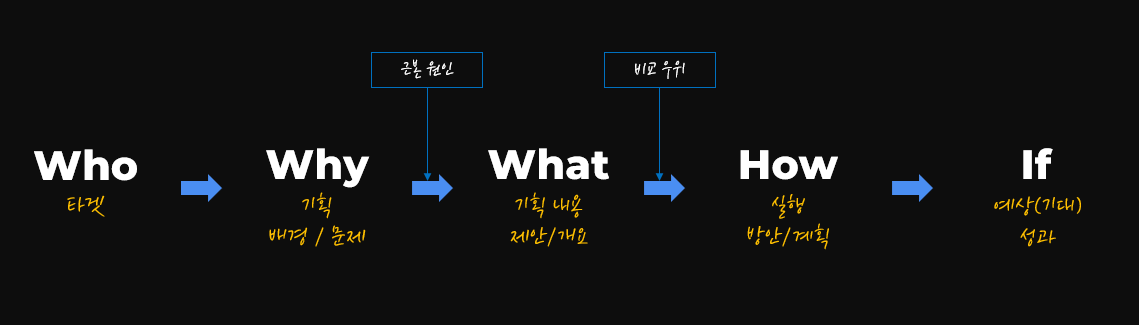 근본 원인
비교 우위
Who
타겟
Why
기획
배경 / 문제
What
기획 내용
제안/개요
How
실행
방안/계획
If
예상(기대)
성과